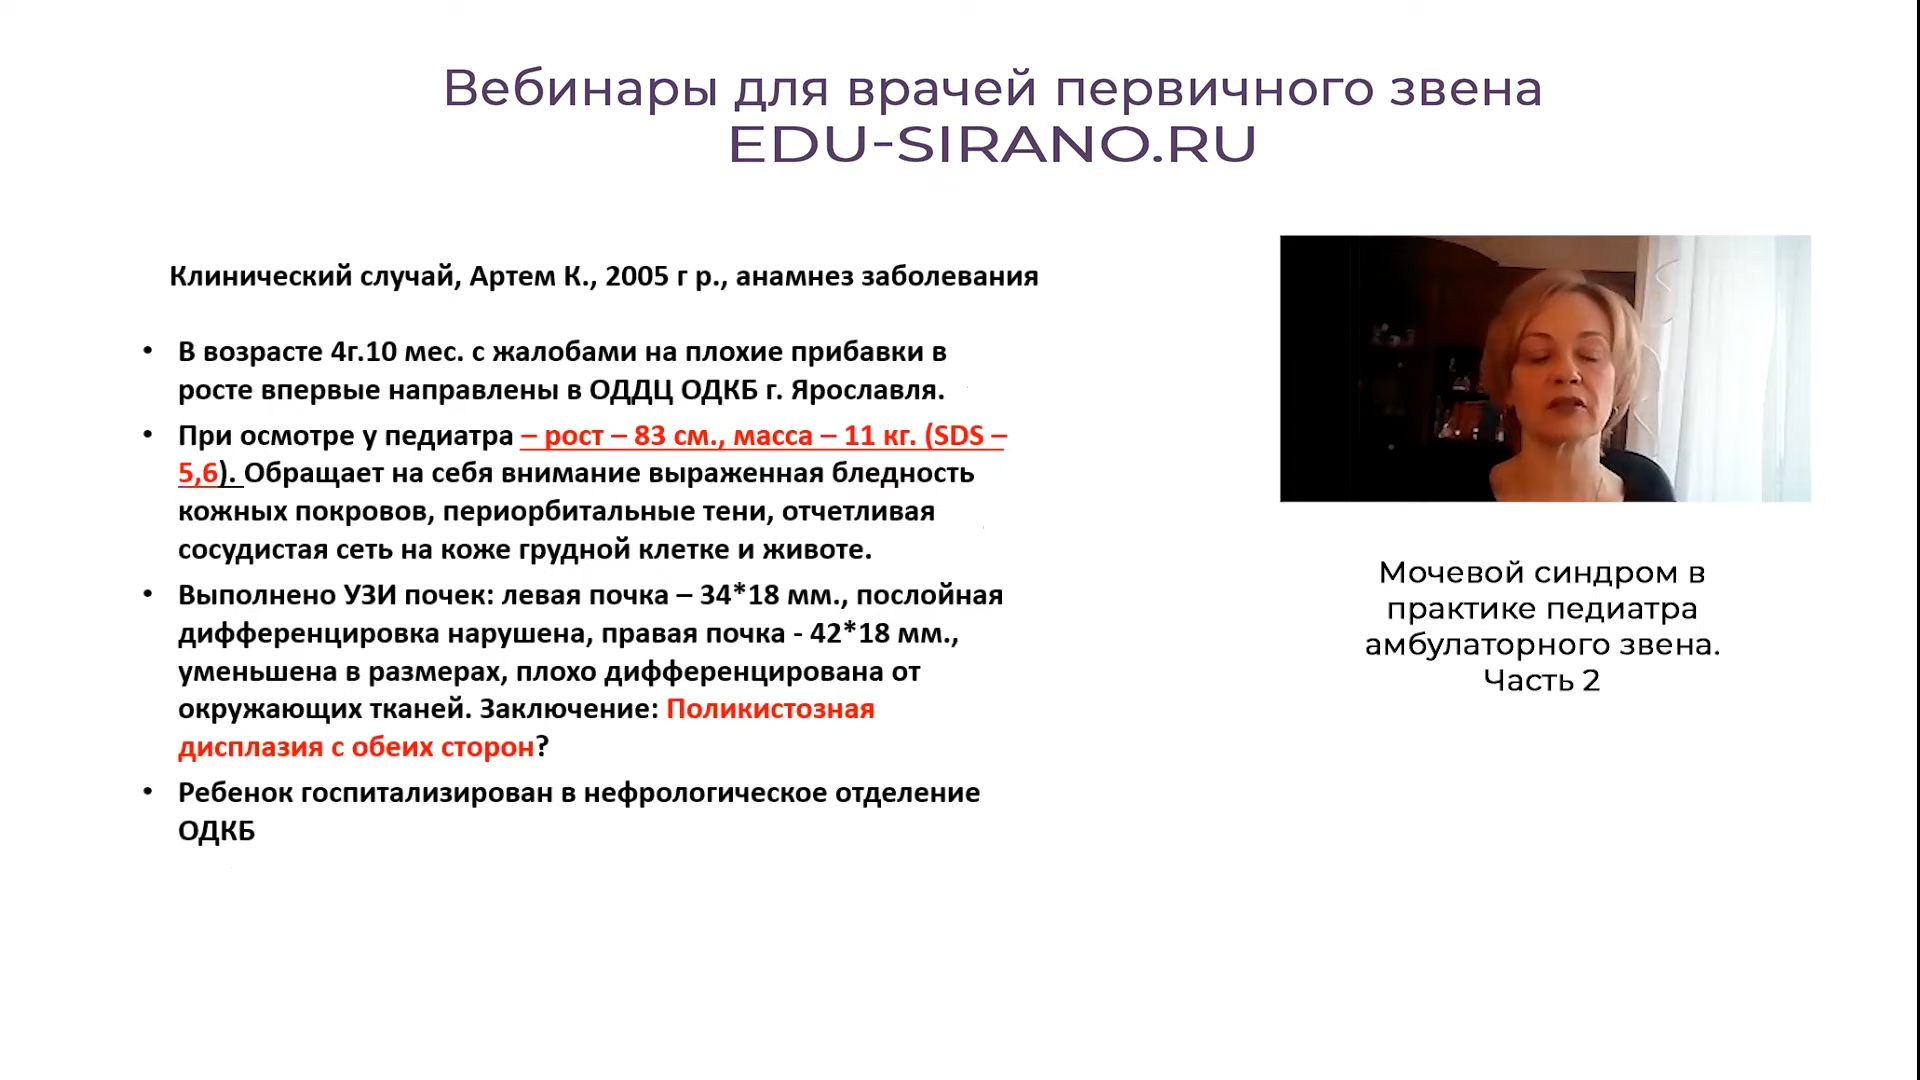 Вебинары для врачей первичного звена
EDU-SIRANO.RU
Клинический случай, Артем К., 2005 г р., анамнез заболевания
• В возрасте 4г.10 мес. с жалобами на плохие прибавки в
росте впервые направлены в ОДДЦ ОДКБ г. Ярославля.
• При осмотре у педиатра – рост – 83 см., масса – 11 кг. (SDS –
5,6). Обращает на себя внимание выраженная бледность
кожных покровов, периорбитальные тени, отчетливая
сосудистая сеть на коже грудной клетке и животе.
• Выполнено УЗИ почек: левая почка – 34*18 мм., послойная
дифференцировка нарушена, правая почка - 42*18 мм.,
уменьшена в размерах, плохо дифференцирована от
окружающих тканей. Заключение: Поликистозная
дисплазия с обеих сторон?
• Ребенок госпитализирован в нефрологическое отделение
ОДКБ
Мочевой синдром в
практике педиатра
амбулаторного звена.
Часть 2